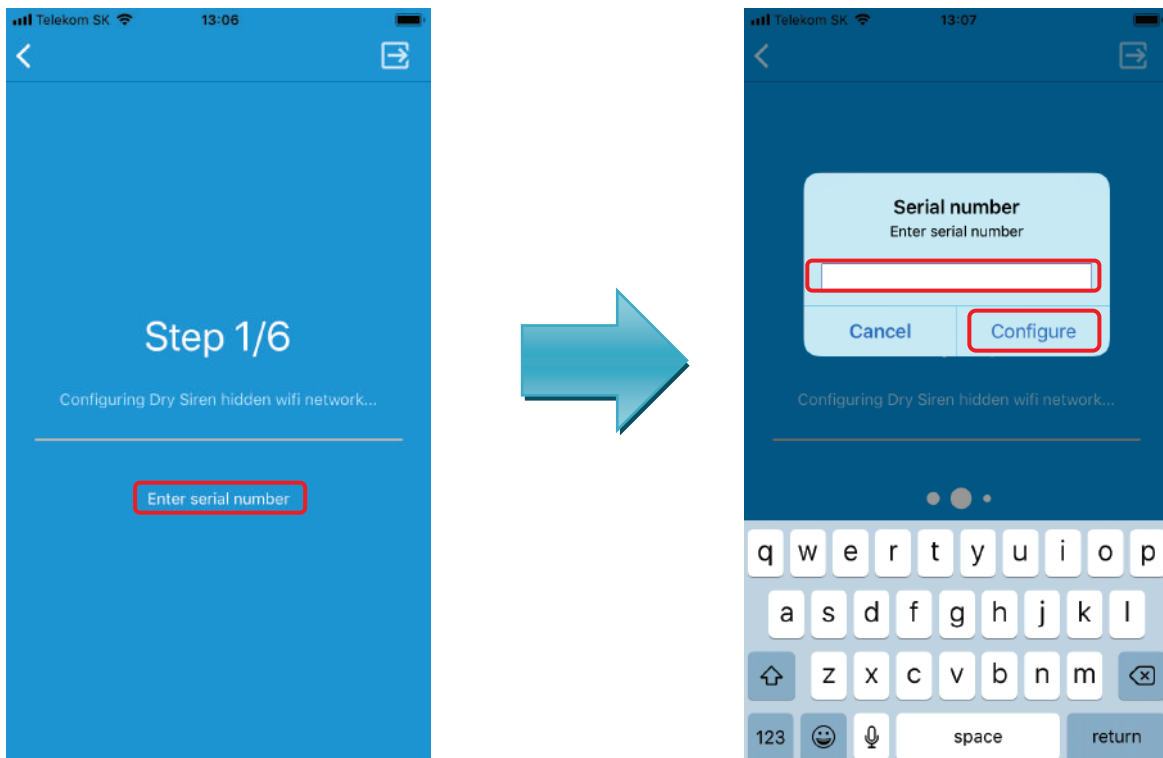 Telekom SK 13:06
Step 1/6
Configuring Dry Siren hidden wifi network...
Enter serial number
Telekom SK 13:07
Serial number
Enter serial number
Cancel Configure
Configuring Dry Siren hidden wifi network...
q w e r t y u i o p
a s d f g h j k l
z x c v b n m
123 space return